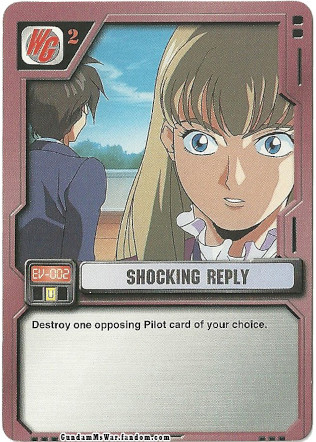 WG 2
EV-002
U
SHOCKING REPLY
Destroy one opposing Pilot card of your choice.
GundamMsWar.fandom.com